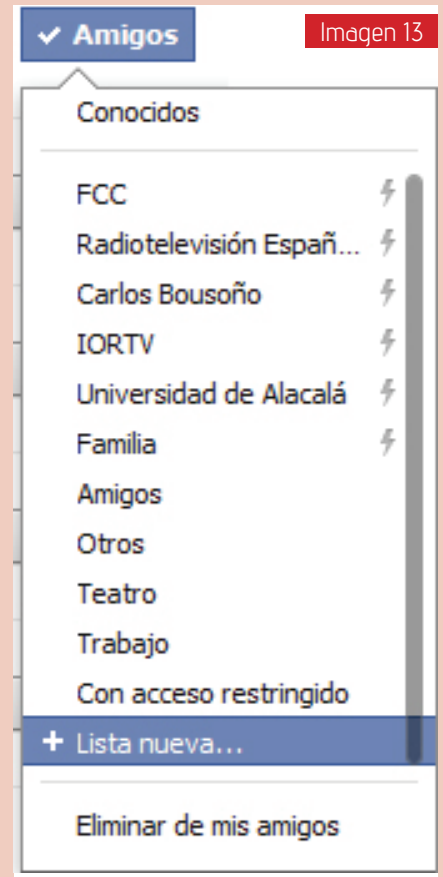 ✓ Amigos
Imagen 13
Conocidos
FCC
Radiotelevisión Españ...
Carlos Bousoño
IORTV
Universidad de Alacalá
Familia
Amigos
Otros
Teatro
Trabajo
Con acceso restringido
+ Lista nueva...
Eliminar de mis amigos